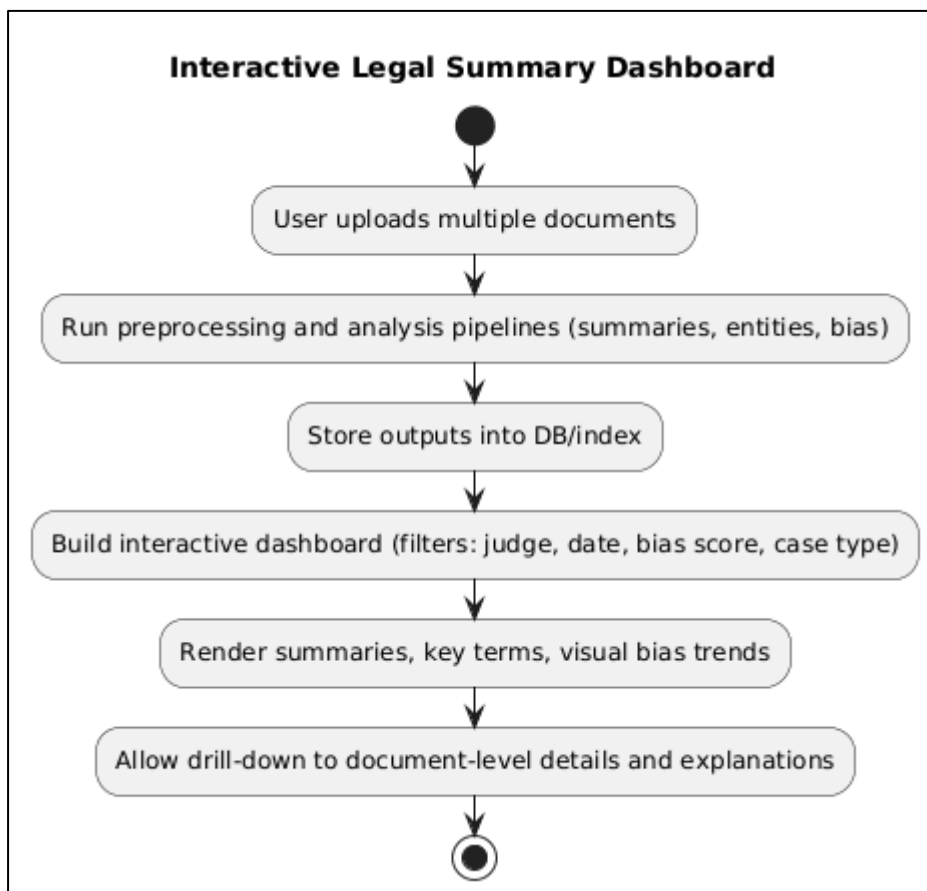 Interactive Legal Summary Dashboard
User uploads multiple documents
Run preprocessing and analysis pipelines (summaries, entities, bias)
Store outputs into DB/index
Build interactive dashboard (filters: judge, date, bias score, case type)
Render summaries, key terms, visual bias trends
Allow drill-down to document-level details and explanations